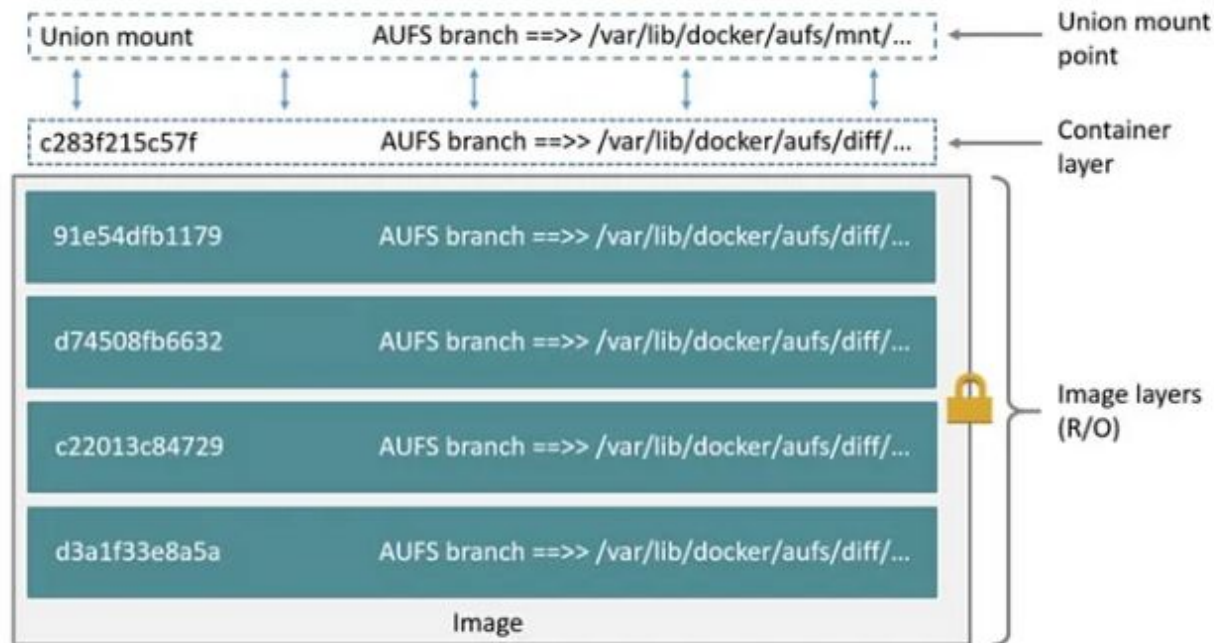 Union mount AUFS branch ==>> /var/lib/docker/aufs/mnt/...
Union mount
point
c283f215c57f AUFS branch ==>> /var/lib/docker/aufs/diff/...
Container
layer
91e54dfb1179 AUFS branch ==>> /var/lib/docker/aufs/diff/...
d74508fb6632 AUFS branch ==>> /var/lib/docker/aufs/diff/...
c22013c84729 AUFS branch ==>> /var/lib/docker/aufs/diff/...
d3a1f33e8a5a AUFS branch ==>> /var/lib/docker/aufs/diff/...
Image layers
(R/O)
Image